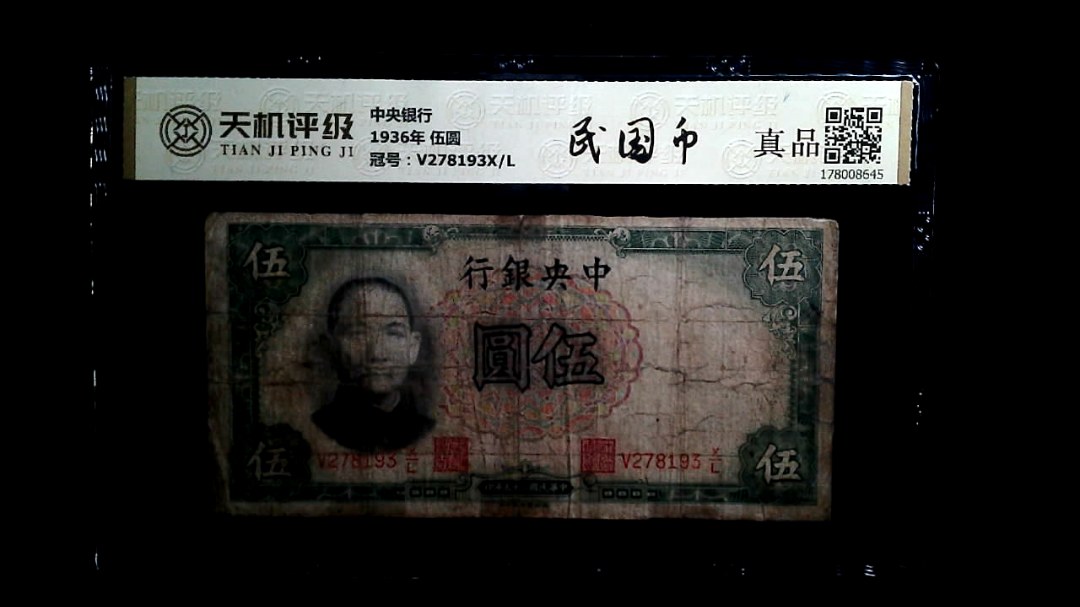 天机评级
TIAN JI PING JI
中央银行
1936年 伍圆
冠号：V278193X/L
民国币
真品
178008645
伍
行銀央中
伍
圓伍
伍
V278193 X/L
V278193 X/L
伍